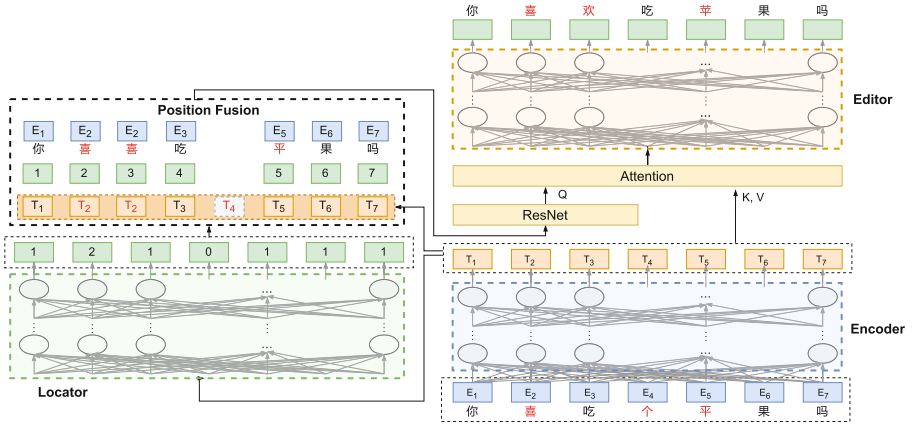 你 喜 欢 吃 苹 果 吗
...
...
Editor
Position Fusion
E1 E2 E2 E3 E5 E6 E7
你 喜 喜 吃 平 果 吗
1 2 3 4 5 6 7
T1 T2 T2 T3 T4 T5 T6 T7
Attention
Q
K, V
ResNet
1 2 1 0 1 1 1
T1 T2 T3 T4 T5 T6 T7
...
...
Locator
...
...
Encoder
E1 E2 E3 E4 E5 E6 E7
你 喜 吃 个 平 果 吗